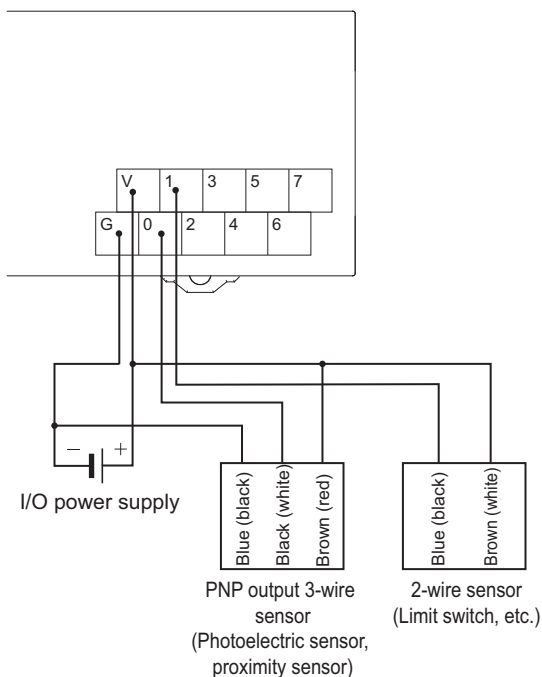 V 1 3 5 7
G 0 2 4 6
− +
I/O power supply
Blue (black)
Black (white)
Brown (red)
Blue (black)
Brown (white)
PNP output 3-wire
sensor
(Photoelectric sensor,
proximity sensor)
2-wire sensor
(Limit switch, etc.)